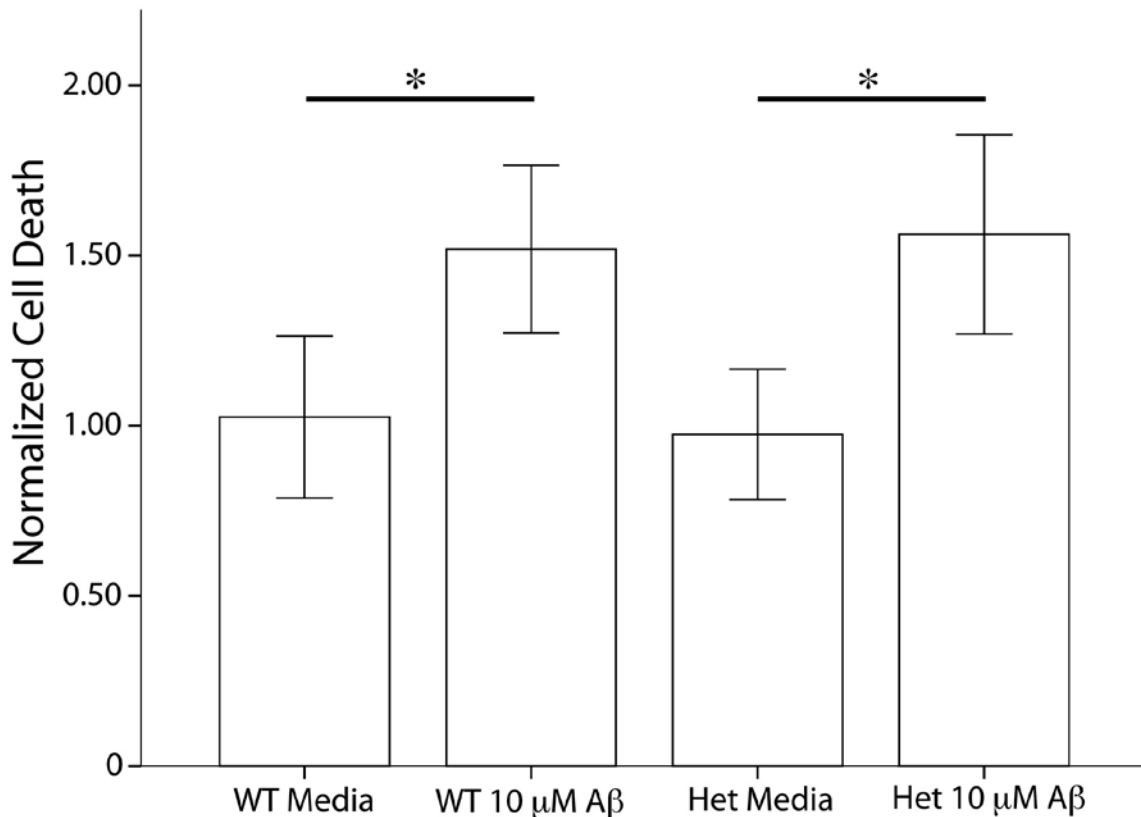 Normalized Cell Death
2.00
1.50
1.00
0.50
0
*
*
WT Media
WT 10 μM Aβ
Het Media
Het 10 μM Aβ